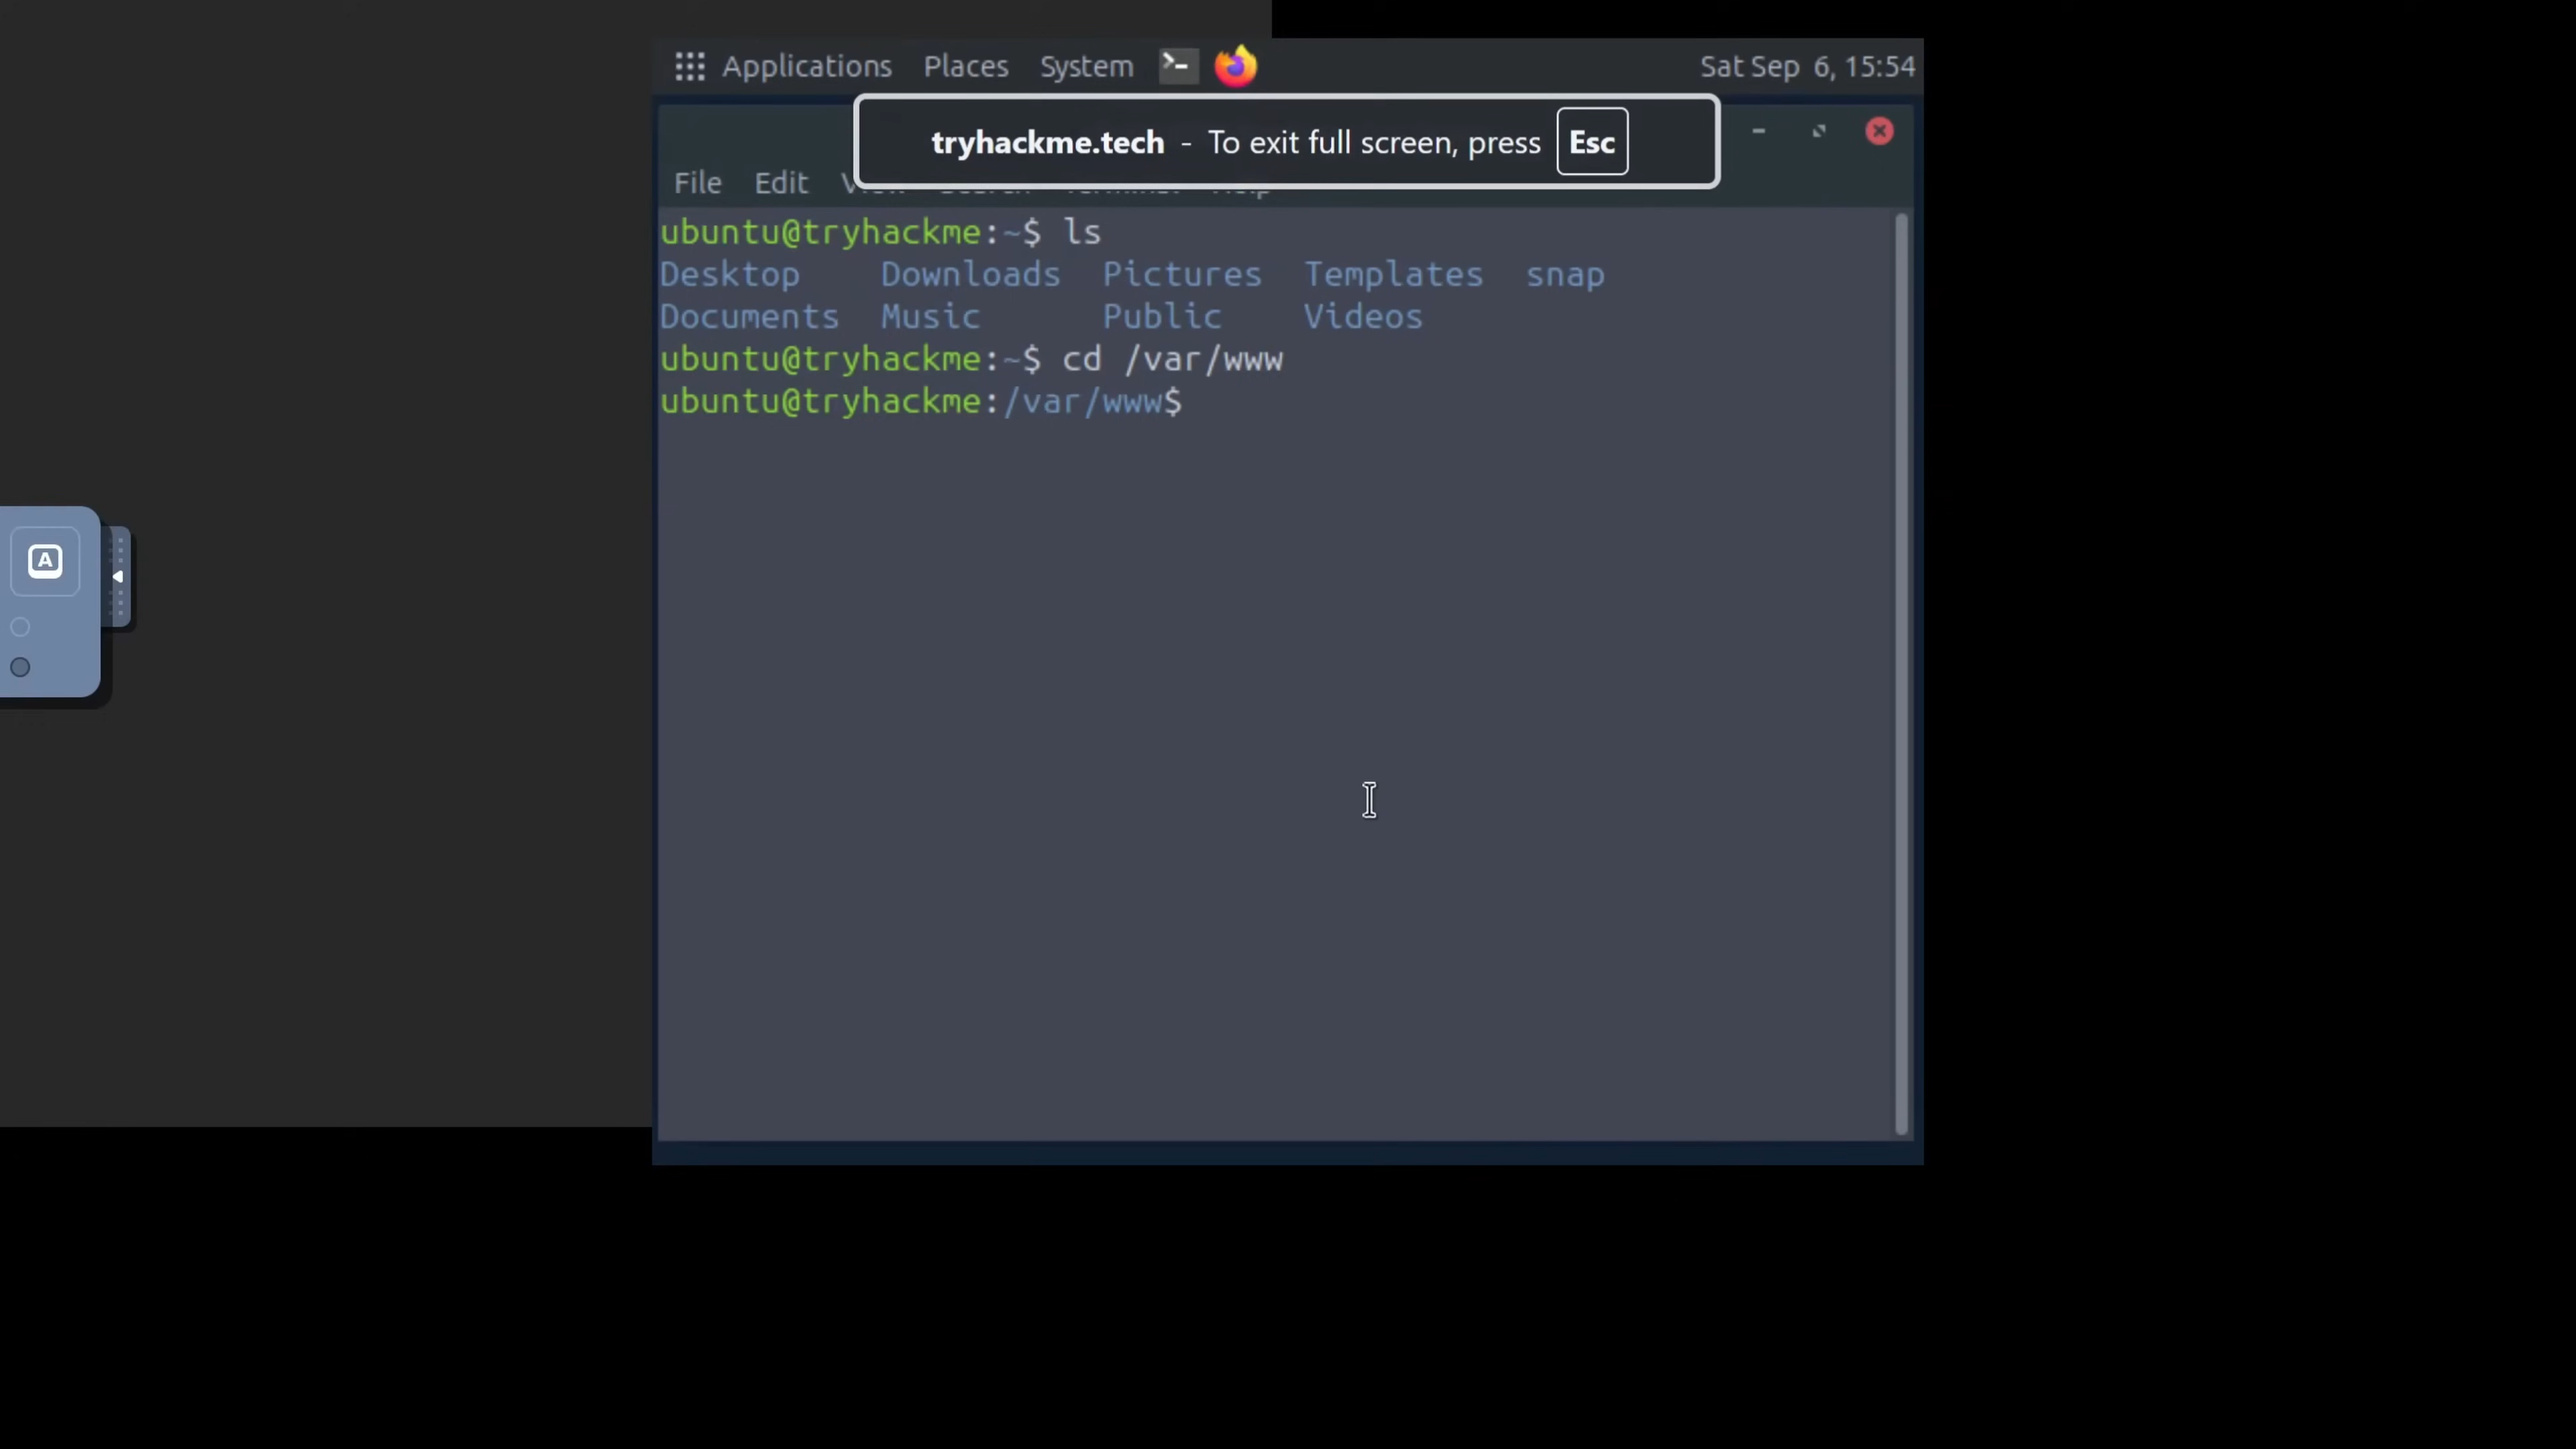 Applications Places System Sat Sep 6, 15:54
tryhackme.tech - To exit full screen, press Esc
File Edit
ubuntu@tryhackme:~$ ls
Desktop Downloads Pictures Templates snap
Documents Music Public Videos
ubuntu@tryhackme:~$ cd /var/www
ubuntu@tryhackme:/var/www$
A